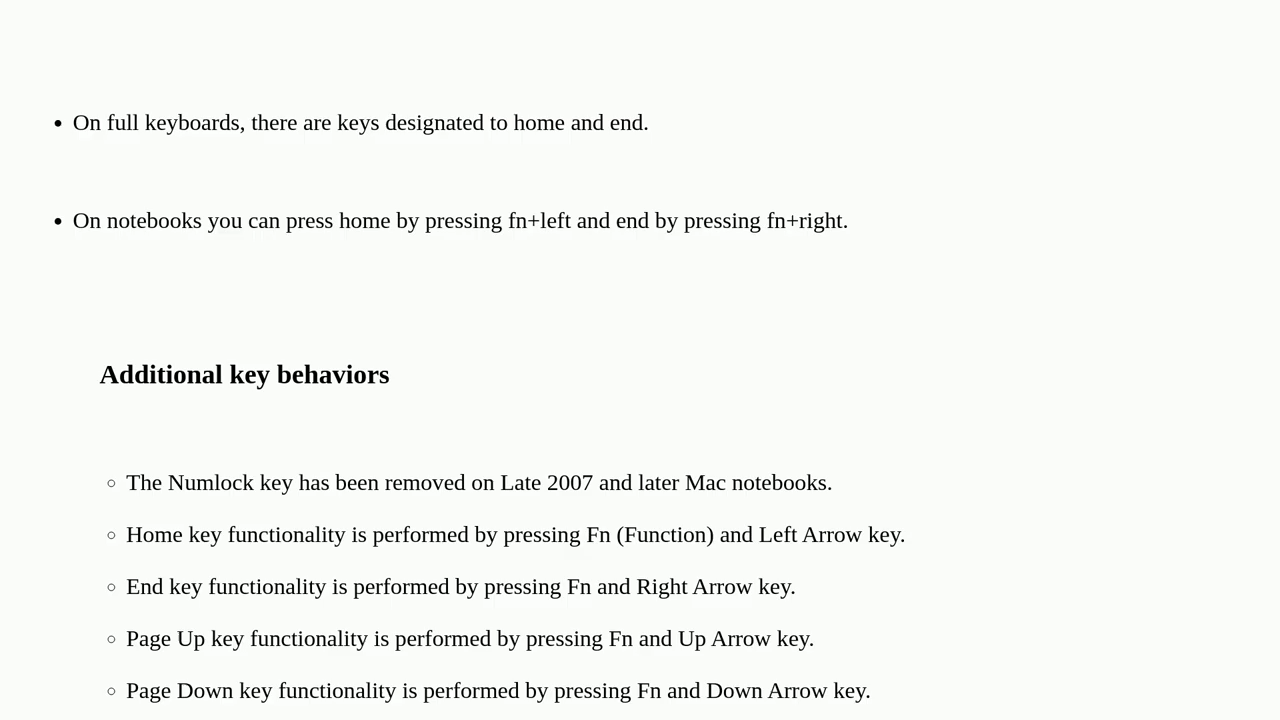 On full keyboards, there are keys designated to home and end.
On notebooks you can press home by pressing fn+left and end by pressing fn+right.
Additional key behaviors
The Numlock key has been removed on Late 2007 and later Mac notebooks.
Home key functionality is performed by pressing Fn (Function) and Left Arrow key.
End key functionality is performed by pressing Fn and Right Arrow key.
Page Up key functionality is performed by pressing Fn and Up Arrow key.
Page Down key functionality is performed by pressing Fn and Down Arrow key.